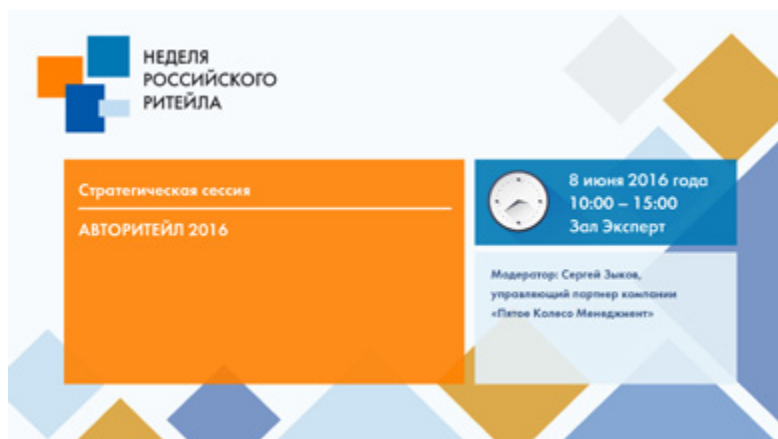 НЕДЕЛЯ
РОССИЙСКОГО
РИТЕЙЛА
Стратегическая сессия
АВТОРИТЕЙЛ 2016
8 июня 2016 года
10:00 – 15:00
Зал Эксперт
Модератор: Сергей Зыков,
управляющий партнер компании
«Пятое Колесо Менеджмент»